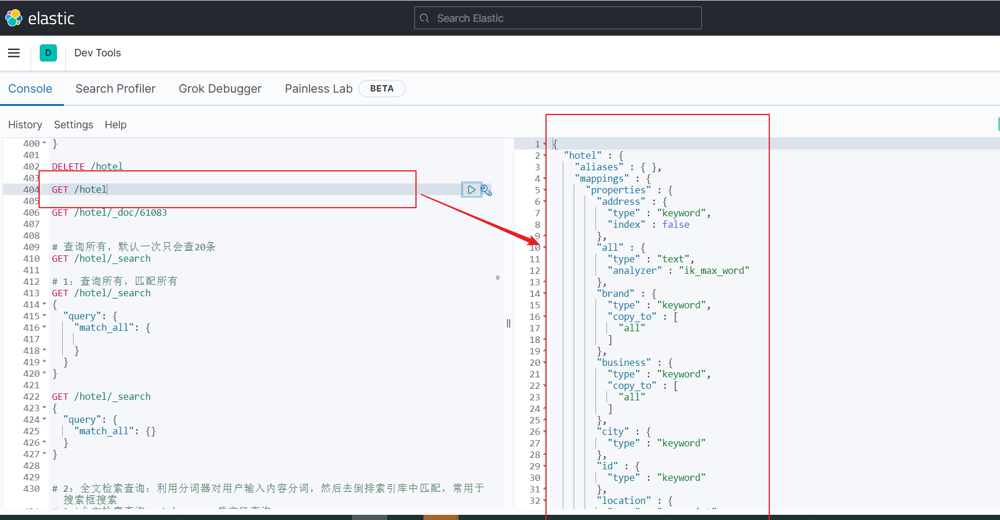 elastic
Search Elastic
D
Dev Tools
Console
Search Profiler
Grok Debugger
Painless Lab
BETA
History
Settings
Help
400 }
401
402 DELETE /hotel
403
404 GET /hotel
405
406 GET /hotel/_doc/61083
407
408
409 # 查询所有，默认一次只会查20条
410 GET /hotel/_search
411
412 # 1：查询所有，匹配所有
413 GET /hotel/_search
414 {
415 "query": {
416 "match_all": {
417
418 }
419 }
420 }
421
422 GET /hotel/_search
423 {
424 "query": {
425 "match_all": {}
426 }
427 }
428
429
430 # 2：全文检索查询：利用分词器对用户输入内容分词，然后去倒排索引库中匹配，常用于
搜索框搜索
1 {
2 "hotel" : {
3 "aliases" : { },
4 "mappings" : {
5 "properties" : {
6 "address" : {
7 "type" : "keyword",
8 "index" : false
9 },
10 "all" : {
11 "type" : "text",
12 "analyzer" : "ik_max_word"
13 },
14 "brand" : {
15 "type" : "keyword",
16 "copy_to" : [
17 "all"
18 ]
19 },
20 "business" : {
21 "type" : "keyword",
22 "copy_to" : [
23 "all"
24 ]
25 },
26 "city" : {
27 "type" : "keyword"
28 },
29 "id" : {
30 "type" : "keyword"
31 },
32 "location" : {